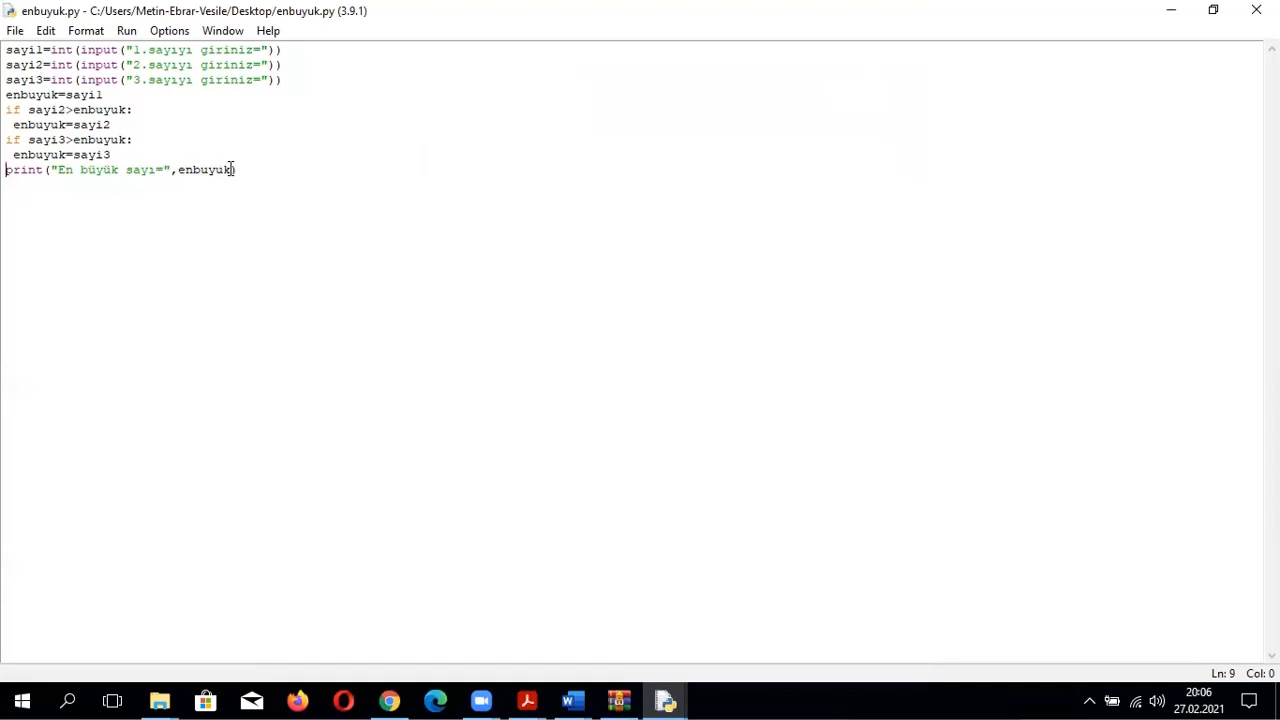 enbuyuk.py - C:/Users/Metin-Ebrar-Vesile/Desktop/enbuyuk.py (3.9.1)
File Edit Format Run Options Window Help
sayi1=int(input("1.sayıyı giriniz="))
sayi2=int(input("2.sayıyı giriniz="))
sayi3=int(input("3.sayıyı giriniz="))
enbuyuk=sayi1
if sayi2>enbuyuk:
 enbuyuk=sayi2
if sayi3>enbuyuk:
 enbuyuk=sayi3
print("En büyük sayı=",enbuyuk)
Ln: 9 Col: 0
20:06
27.02.2021